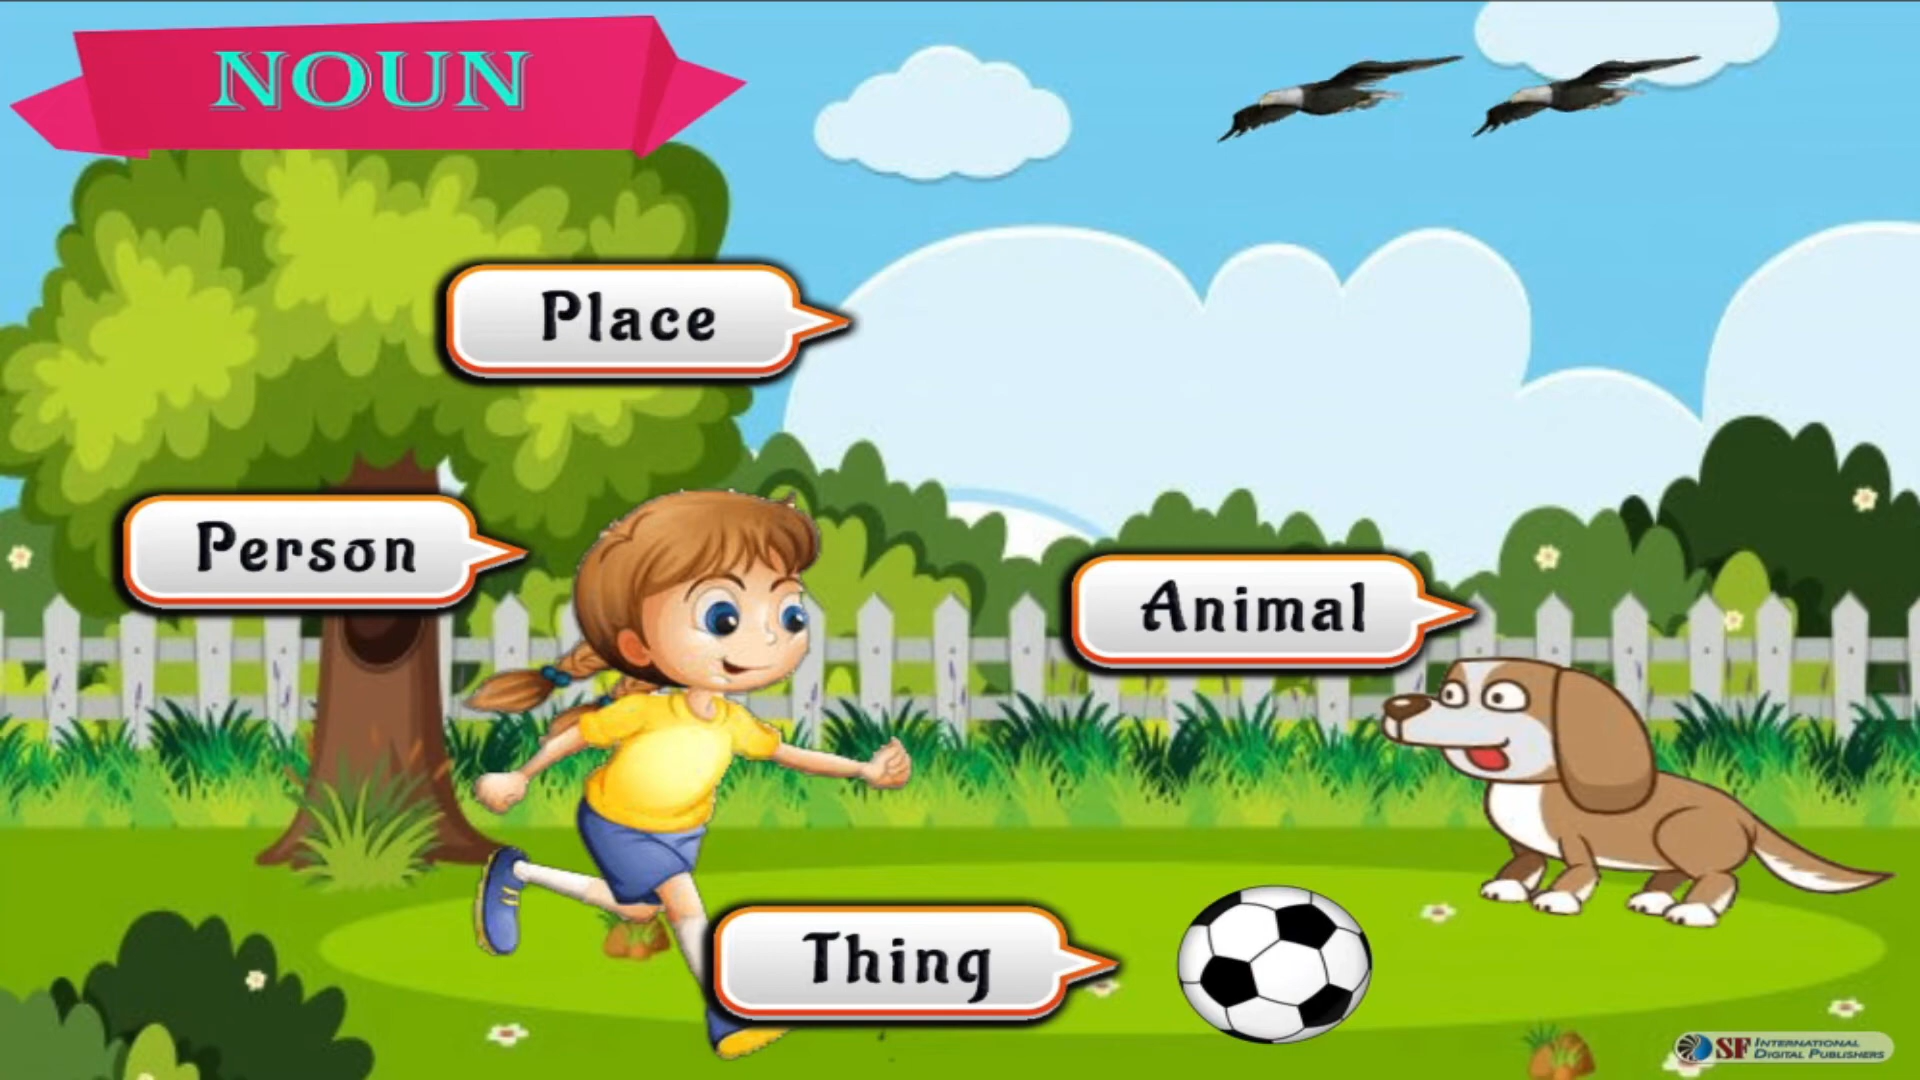 NOUN
Place
Person
Animal
Thing
SF INTERNATIONAL
DIGITAL PUBLISHERS